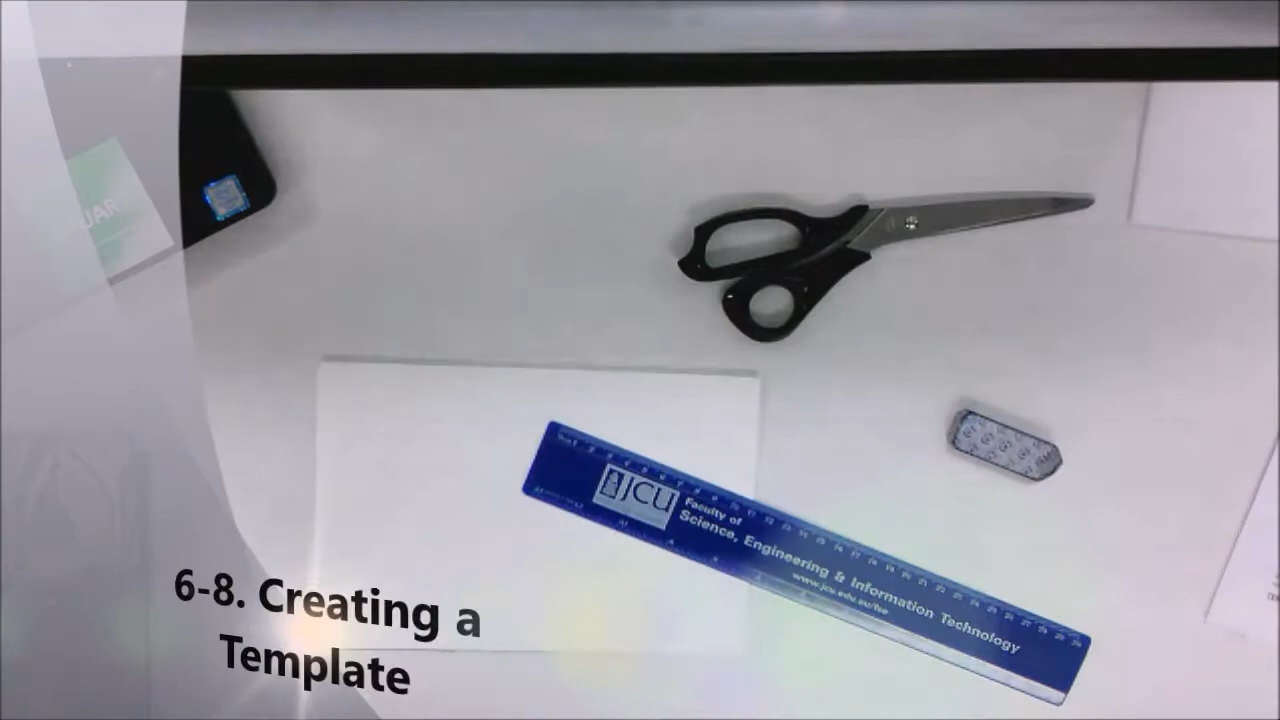 JCU
Faculty of
Science, Engineering & Information Technology
www.jcu.edu.au/fse
6-8. Creating a
Template